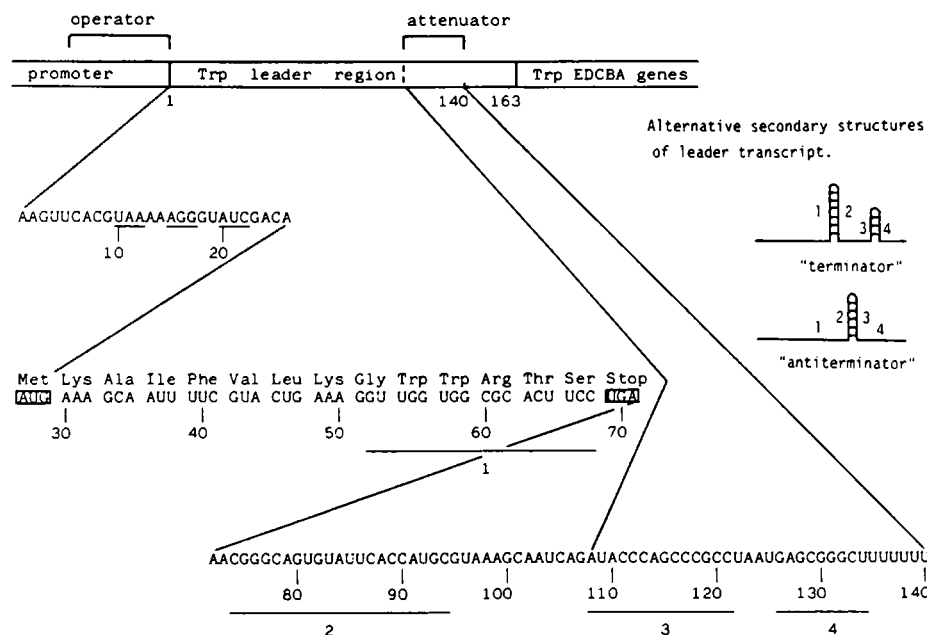 operator
attenuator
promoter
Trp leader region
Trp EDCBA genes
1
140
163
Alternative secondary structures
of leader transcript.
1 2
3 4
"terminator"
1 2 3 4
"antiterminator"
AAGUUCACGUAAAAAGGGUAUCGACA
10 20
Met Lys Ala Ile Phe Val Leu Lys Gly Trp Trp Arg Thr Ser Stop
AUG AAA GCA AUU UUC GUA CUG AAA GGU UGG UGG CGC ACU UCC UGA
30 40 50 60 70
1
AACGGGCAGUGUAUUCACCAUGCGUAAAGCAAUCAGAUACCCAGCCCGCCUAAUGAGCGGGCUUUUUUU
80 90 100 110 120 130 140
2 3 4